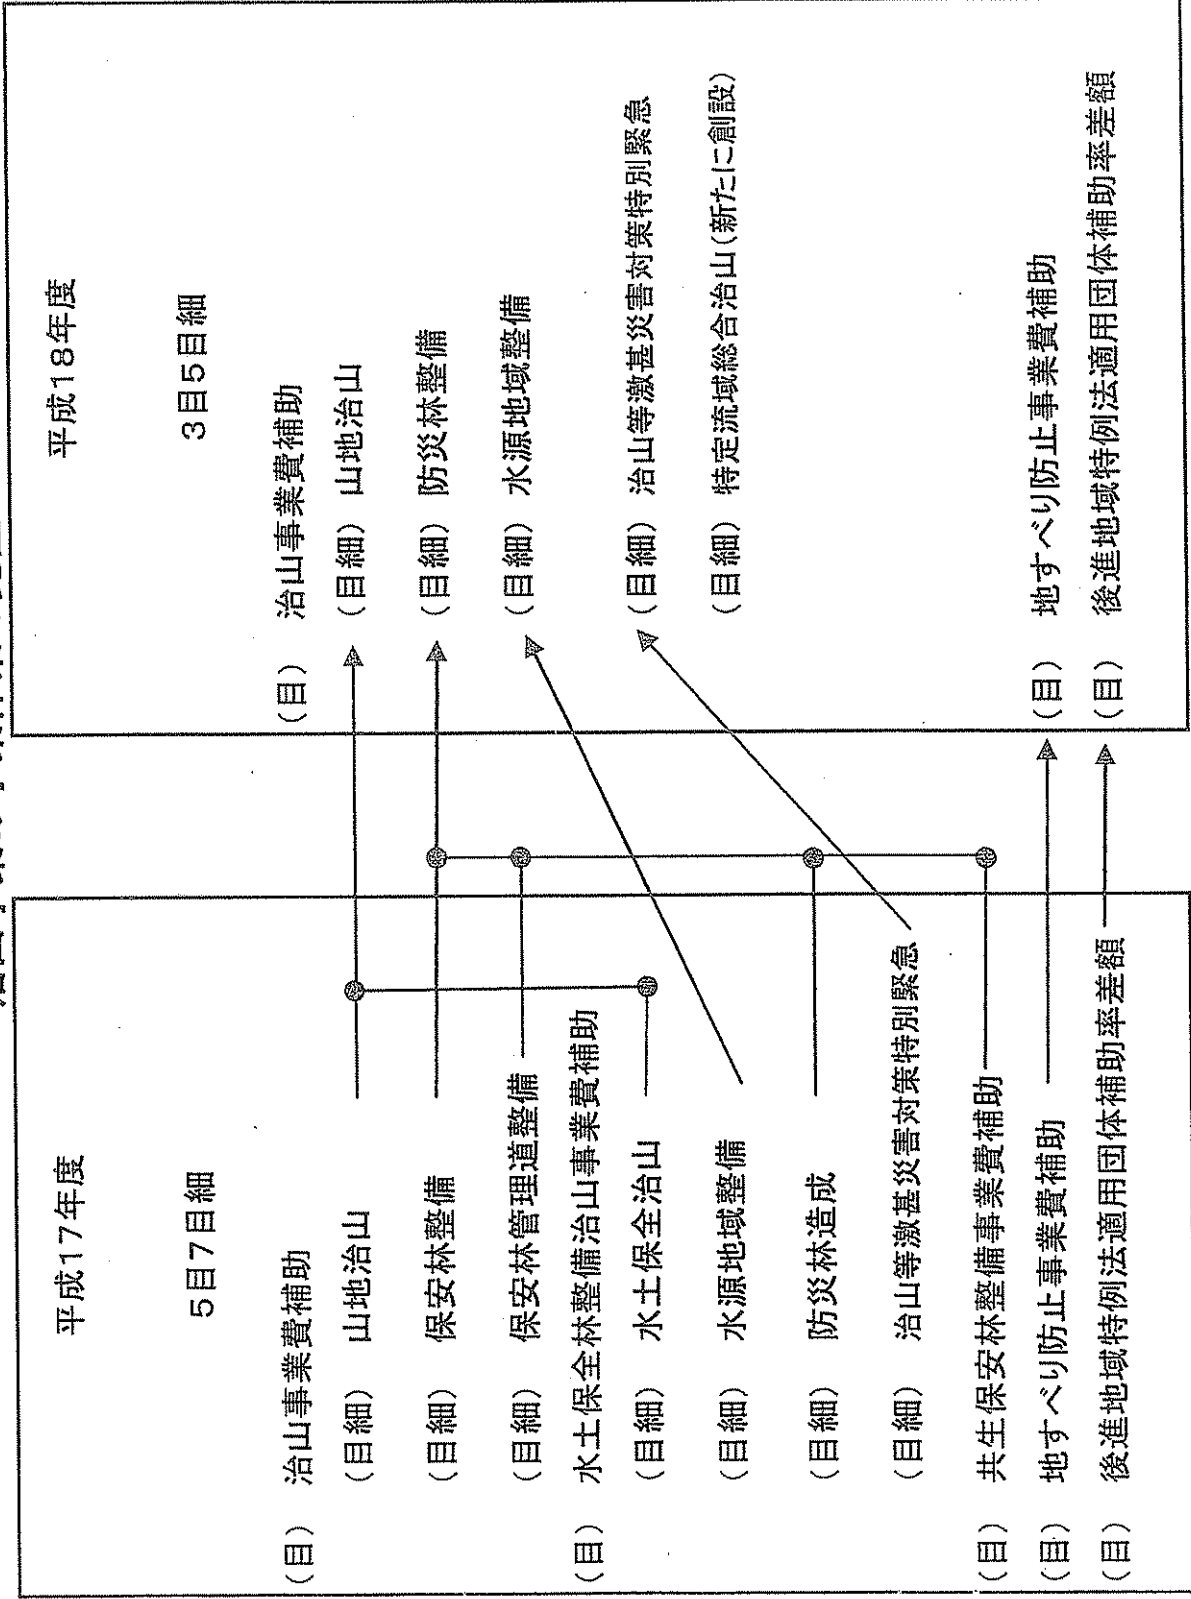 平成17年度
5目7目細
(目) 治山事業費補助
(目細) 山地治山
(目細) 保安林整備
(目細) 保安林管理道整備
(目) 水土保全林整備治山事業費補助
(目細) 水土保全治山
(目細) 水源地域整備
(目細) 防災林造成
(目細) 治山等激甚災害対策特別緊急
(目) 共生保安林整備事業費補助
(目) 地すべり防止事業費補助
(目) 後進地域特例法適用団体補助率差額
平成18年度
3目5目細
(目) 治山事業費補助
(目細) 山地治山
(目細) 防災林整備
(目細) 水源地域整備
(目細) 治山等激甚災害対策特別緊急
(目細) 特定流域総合治山(新たに創設)
(目) 地すべり防止事業費補助
(目) 後進地域特例法適用団体補助率差額